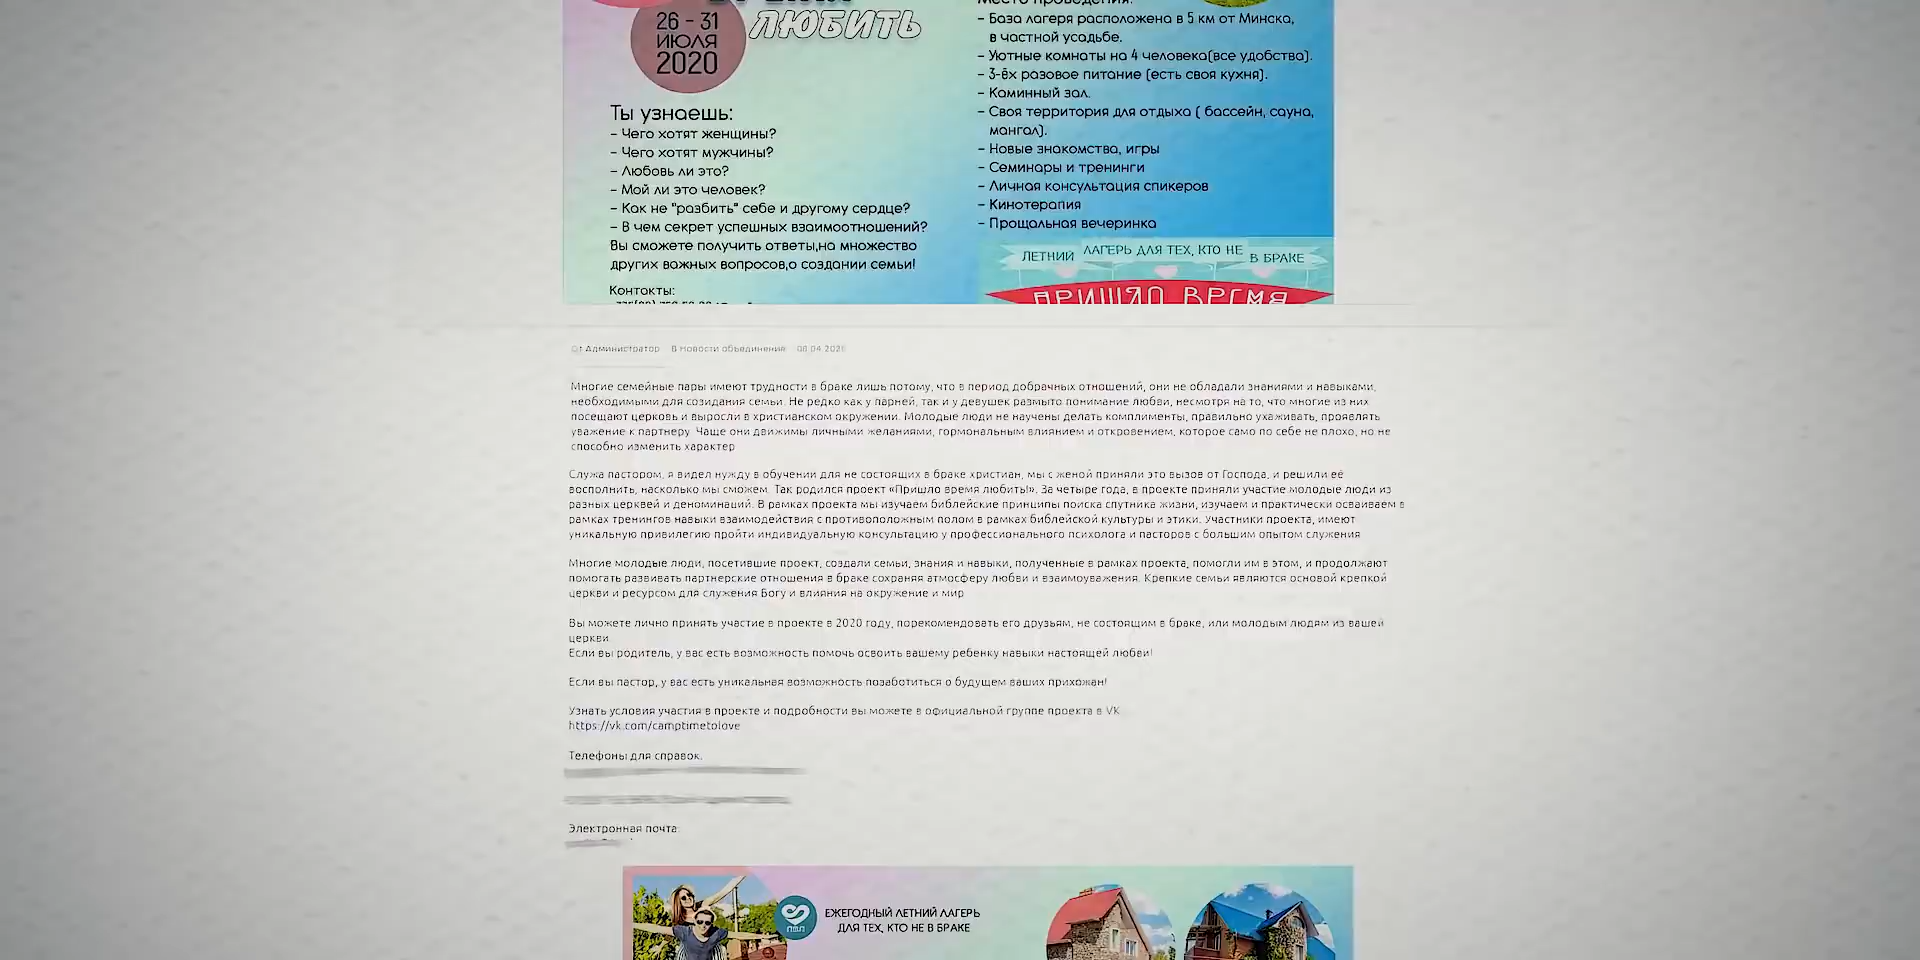 26 - 31
ИЮЛЯ
2020
ЛЮБИТЬ
Ты узнаешь:
– Чего хотят женщины?
– Чего хотят мужчины?
– Любовь ли это?
– Мой ли это человек?
– Как не "разбить" себе и другому сердце?
– В чем секрет успешных взаимоотношений?
Вы сможете получить ответы,на множество
других важных вопросов,о создании семьи!
Контакты:
– База лагеря расположена в 5 км от Минска,
в частной усадьбе.
– Уютные комнаты на 4 человека(все удобства).
– 3-ёх разовое питание (есть своя кухня).
– Каминный зал.
– Своя территория для отдыха ( бассейн, сауна,
мангал).
– Новые знакомства, игры
– Семинары и тренинги
– Личная консультация спикеров
– Кинотерапия
– Прощальная вечеринка
ЛЕТНИЙ ЛАГЕРЬ ДЛЯ ТЕХ, КТО НЕ В БРАКЕ
ПРИШЛО ВРЕМЯ
От Администратор В Новости объединения
Многие семейные пары имеют трудности в браке лишь потому, что в период добрачных отношений, они не обладали знаниями и навыками,
необходимыми для созидания семьи. Не редко как у парней, так и у девушек размыто понимание любви, несмотря на то, что многие из них
посещают церковь и выросли в христианском окружении. Молодые люди не научены делать комплименты, правильно ухаживать, проявлять
уважение к партнеру. Чаще они движимы личными желаниями, гормональным влиянием и откровением, которое само по себе не плохо, но не
способно изменить характер
Служа пастором, я видел нужду в обучении для не состоящих в браке христиан, мы с женой приняли это вызов от Господа, и решили её
восполнить, насколько мы сможем. Так родился проект «Пришло время любить!». За четыре года, в проекте приняли участие молодые люди из
разных церквей и деноминаций. В рамках проекта мы изучаем библейские принципы поиска спутника жизни, изучаем и практически осваиваем в
рамках тренингов навыки взаимодействия с противоположным полом в рамках библейской культуры и этики. Участники проекта, имеют
уникальную привилегию пройти индивидуальную консультацию у профессионального психолога и пасторов с большим опытом служения
Многие молодые люди, посетившие проект, создали семьи, знания и навыки, полученные в рамках проекта, помогли им в этом, и продолжают
помогать развивать партнерские отношения в браке сохраняя атмосферу любви и взаимоуважения. Крепкие семьи являются основой крепкой
церкви и ресурсом для служения Богу и влияния на окружение и мир
Вы можете лично принять участие в проекте в 2020 году, порекомендовать его друзьям, не состоящим в браке, или молодым людям из вашей
церкви.
Если вы родитель, у вас есть возможность помочь освоить вашему ребенку навыки настоящей любви!
Если вы пастор, у вас есть уникальная возможность позаботиться о будущем ваших прихожан!
Узнать условия участия в проекте и подробности вы можете в официальной группе проекта в VK
https://vk.com/camptimetolove
Телефоны для справок.
Электронная почта:
ПВЛ
ЕЖЕГОДНЫЙ ЛЕТНИЙ ЛАГЕРЬ
ДЛЯ ТЕХ, КТО НЕ В БРАКЕ